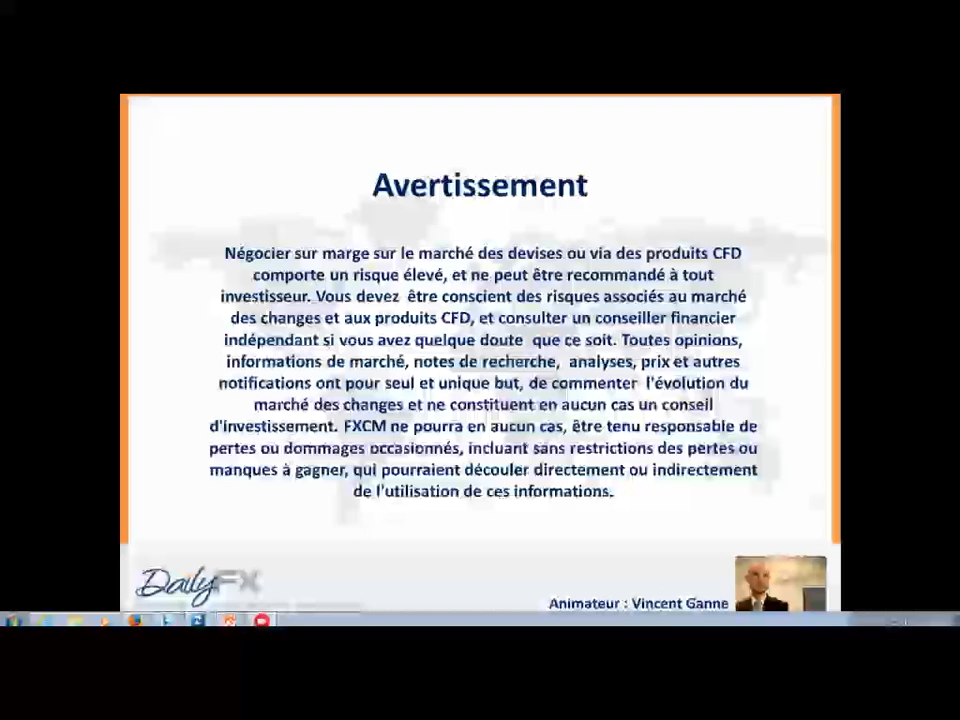 Avertissement
Négocier sur marge sur le marché des devises ou via des produits CFD
comporte un risque élevé, et ne peut être recommandé à tout
investisseur. Vous devez être conscient des risques associés au marché
des changes et aux produits CFD, et consulter un conseiller financier
indépendant si vous avez quelque doute que ce soit. Toutes opinions,
informations de marché, notes de recherche, analyses, prix et autres
notifications ont pour seul et unique but, de commenter l'évolution du
marché des changes et ne constituent en aucun cas un conseil
d'investissement. FXCM ne pourra en aucun cas, être tenu responsable de
pertes ou dommages occasionnés, incluant sans restrictions des pertes ou
manques à gagner, qui pourraient découler directement ou indirectement
de l'utilisation de ces informations.
DailyFX
Animateur : Vincent Ganne